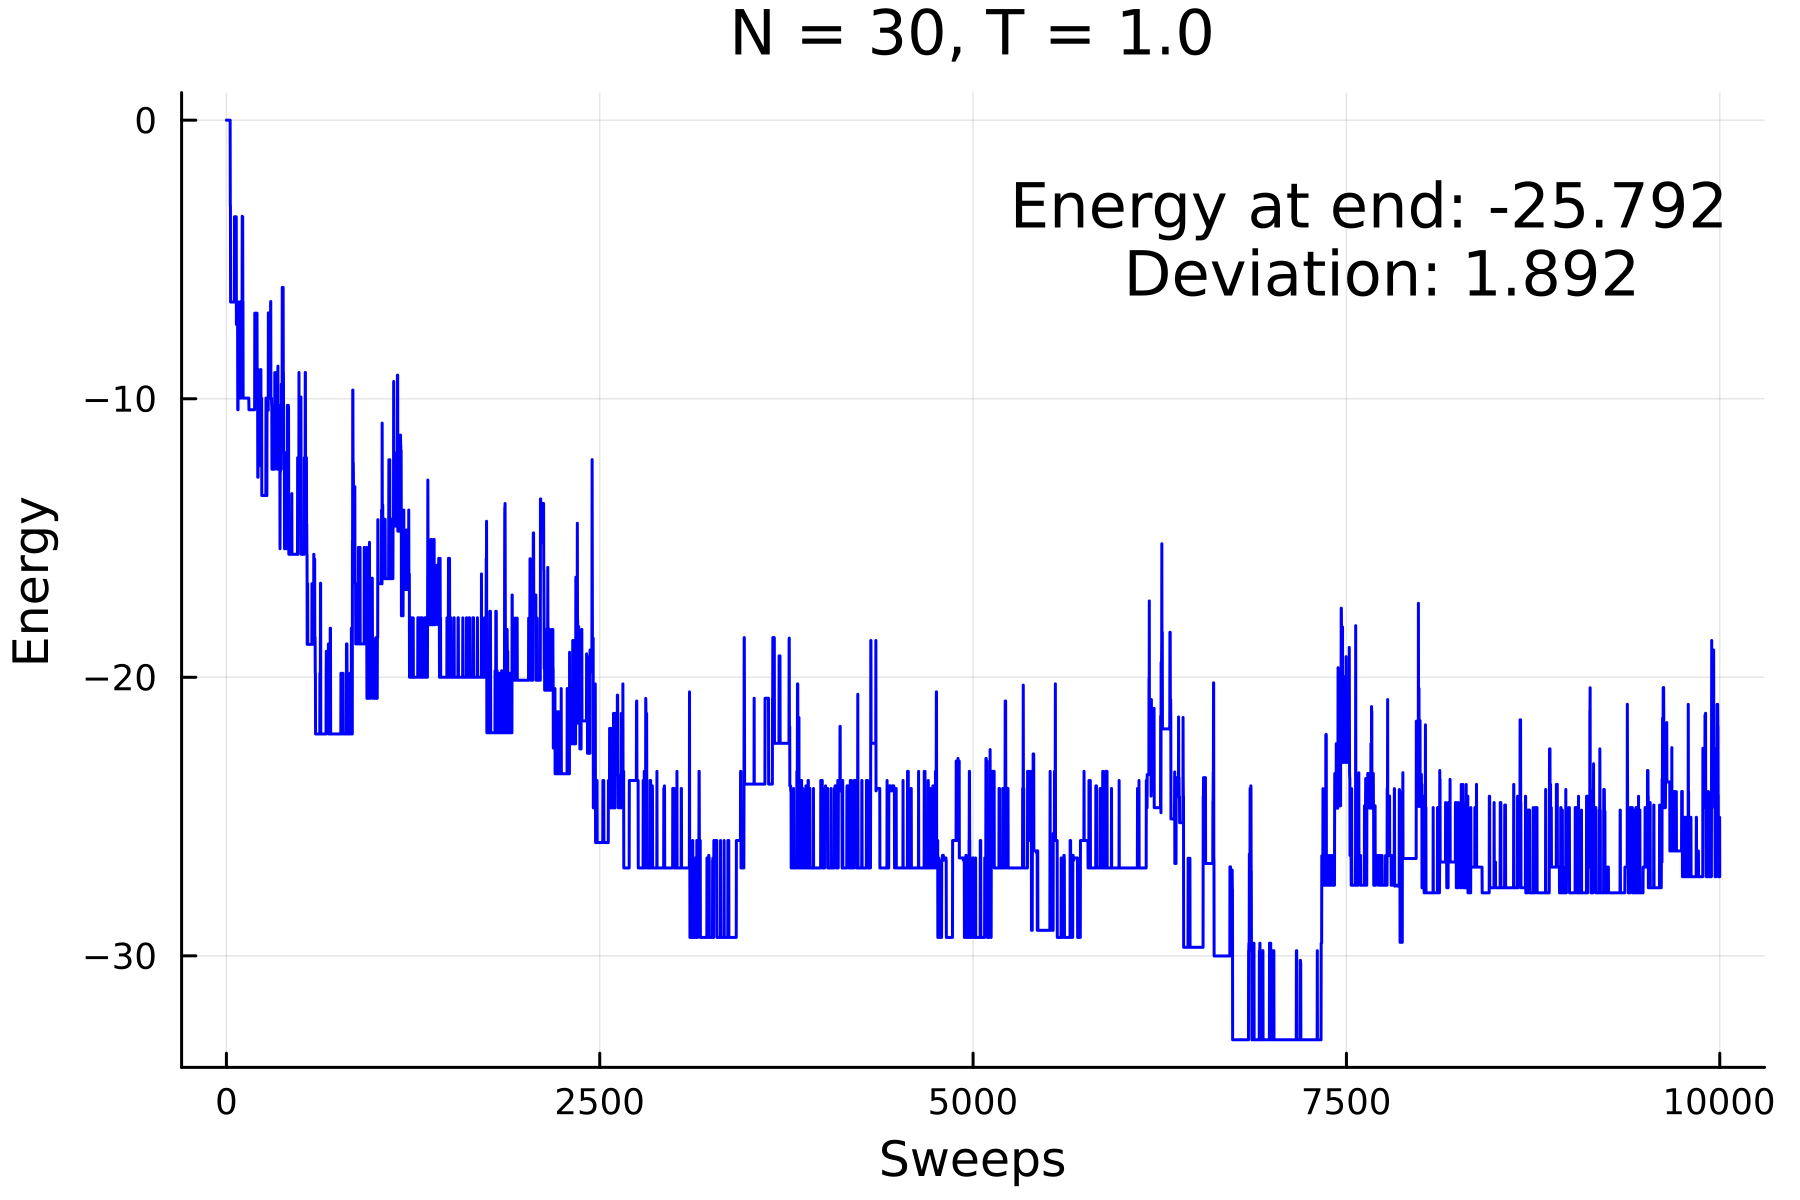 N = 30, T = 1.0
Energy at end: -25.792
Deviation: 1.892
Energy
0
−10
−20
−30
0 2500 5000 7500 10000
Sweeps